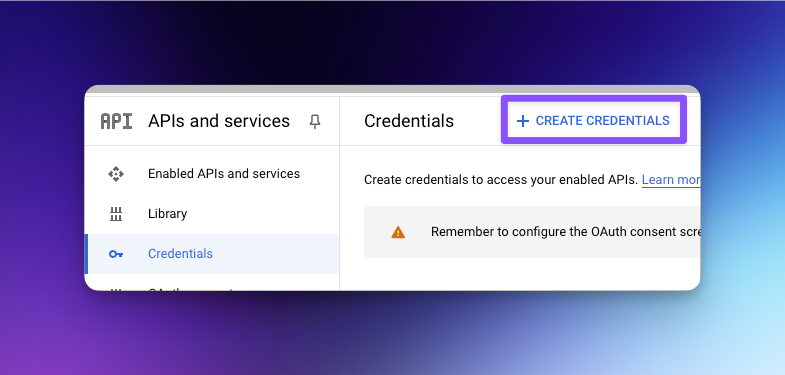 API APIs and services
Credentials
+ CREATE CREDENTIALS
Enabled APIs and services
Library
Credentials
Create credentials to access your enabled APIs. Learn mor
Remember to configure the OAuth consent scre